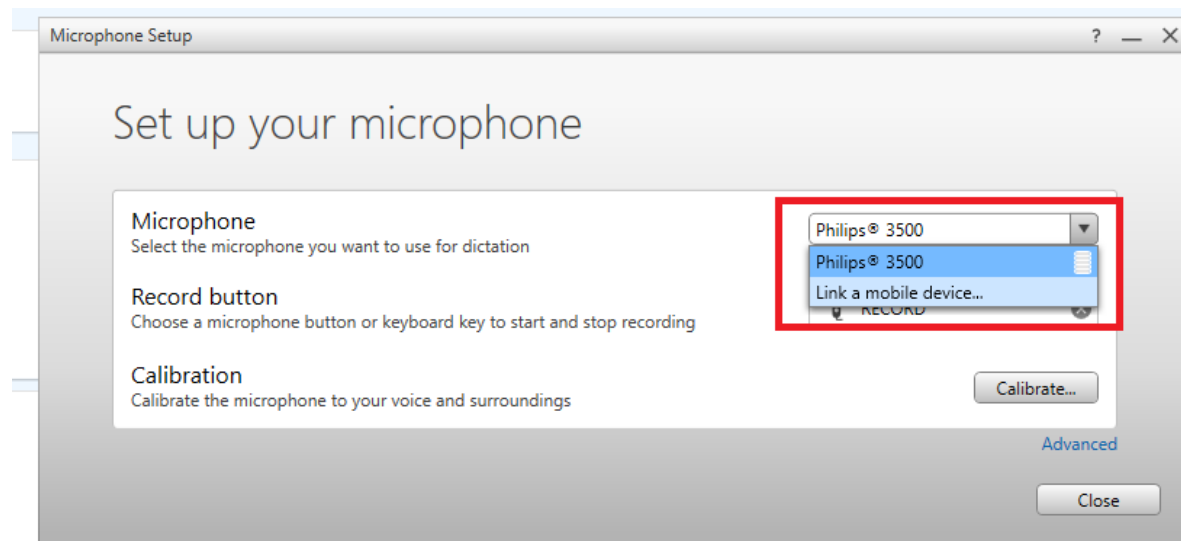 Microphone Setup
?
Set up your microphone
Microphone
Select the microphone you want to use for dictation
Philips® 3500
Philips® 3500
Link a mobile device...
Record button
Choose a microphone button or keyboard key to start and stop recording
RECORD
Calibration
Calibrate the microphone to your voice and surroundings
Calibrate...
Advanced
Close